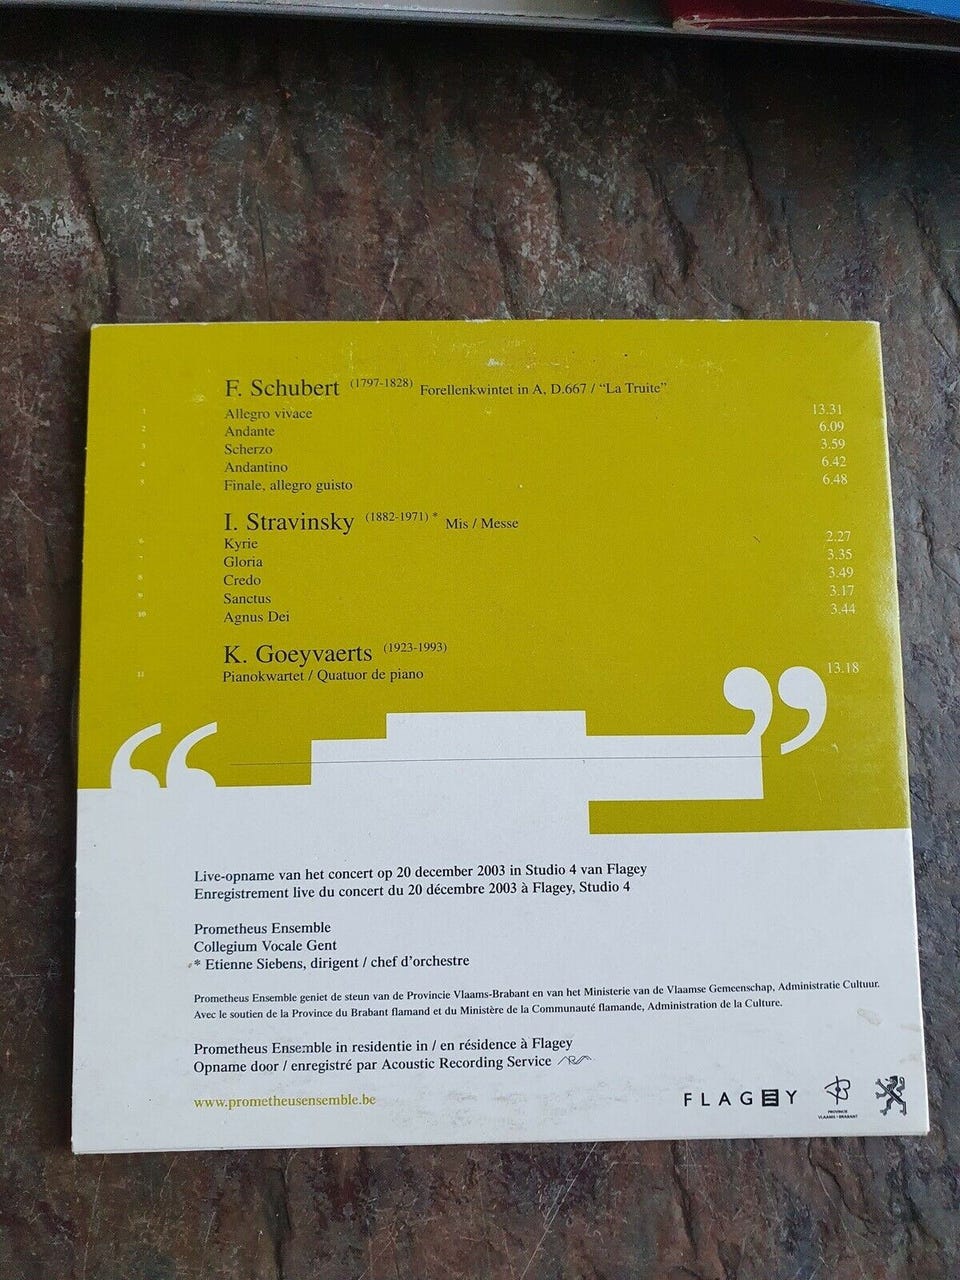 F. Schubert (1797-1828) Forellenkwintet in A, D.667 / “La Truite”
1 Allegro vivace 13.31
2 Andante 6.09
3 Scherzo 3.59
4 Andantino 6.42
5 Finale, allegro guisto 6.48
I. Stravinsky (1882-1971) * Mis / Messe
6 Kyrie 2.27
7 Gloria 3.35
8 Credo 3.49
9 Sanctus 3.17
10 Agnus Dei 3.44
K. Goeyvaerts (1923-1993)
11 Pianokwartet / Quatuor de piano 13.18
Live-opname van het concert op 20 december 2003 in Studio 4 van Flagey
Enregistrement live du concert du 20 décembre 2003 à Flagey, Studio 4
Prometheus Ensemble
Collegium Vocale Gent
* Etienne Siebens, dirigent / chef d’orchestre
Prometheus Ensemble geniet de steun van de Provincie Vlaams-Brabant en van het Ministerie van de Vlaamse Gemeenschap, Administratie Cultuur.
Avec le soutien de la Province du Brabant flamand et du Ministère de la Communauté flamande, Administration de la Culture.
Prometheus Ensemble in residentie in / en résidence à Flagey
Opname door / enregistré par Acoustic Recording Service
www.prometheusensemble.be
FLAGEY
PROVINCIE
VLAAMS-BRABANT